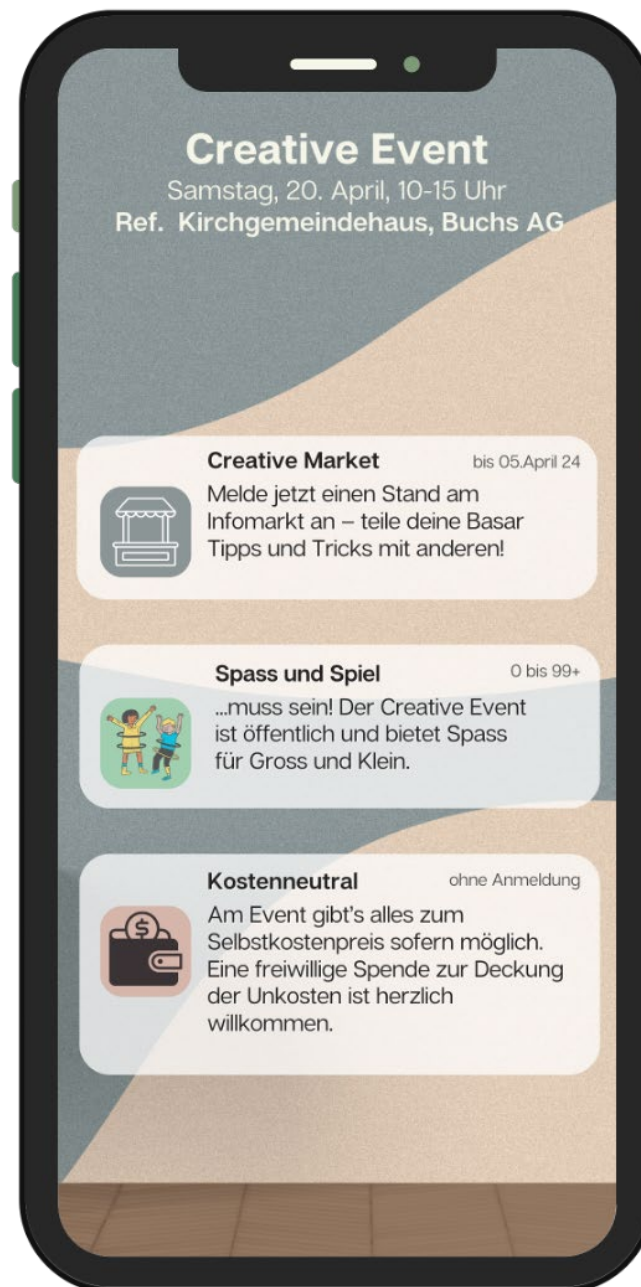 Creative Event
Samstag, 20. April, 10-15 Uhr
Ref. Kirchgemeindehaus, Buchs AG
Creative Market
bis 05.April 24
Melde jetzt einen Stand am
Infomarkt an – teile deine Basar
Tipps und Tricks mit anderen!
Spass und Spiel
0 bis 99+
...muss sein! Der Creative Event
ist öffentlich und bietet Spass
für Gross und Klein.
Kostenneutral
ohne Anmeldung
$
Am Event gibt's alles zum
Selbstkostenpreis sofern möglich.
Eine freiwillige Spende zur Deckung
der Unkosten ist herzlich
willkommen.